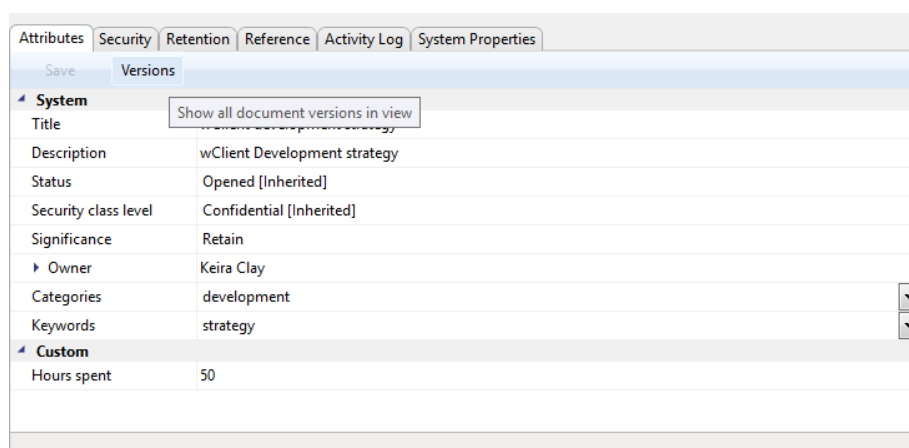 Attributes Security Retention Reference Activity Log System Properties
Save Versions
System
Show all document versions in view
Title
Description wClient Development strategy
Status Opened [Inherited]
Security class level Confidential [Inherited]
Significance Retain
Owner Keira Clay
Categories development
Keywords strategy
Custom
Hours spent 50